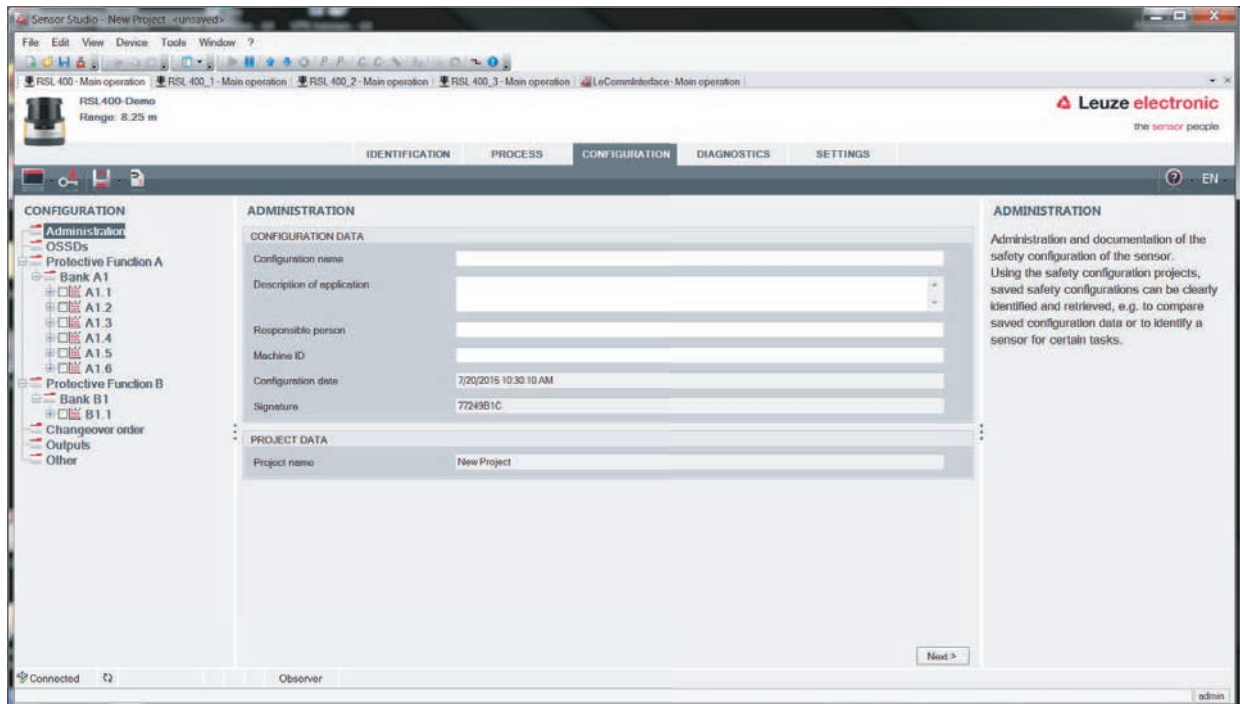 Sensor Studio - New Project <unsaved>
File Edit View Device Tools Window ?
RSL 400 - Main operation RSL 400_1 - Main operation RSL 400_2 - Main operation RSL 400_3 - Main operation LeCommInterface - Main operation
RSL400-Demo
Range: 8.25 m
Leuze electronic
the sensor people
IDENTIFICATION PROCESS CONFIGURATION DIAGNOSTICS SETTINGS
EN
CONFIGURATION
Administration
OSSDs
Protective Function A
Bank A1
A1.1
A1.2
A1.3
A1.4
A1.5
A1.6
Protective Function B
Bank B1
B1.1
Changeover order
Outputs
Other
ADMINISTRATION
CONFIGURATION DATA
Configuration name
Description of application
Responsible person
Machine ID
Configuration date 7/20/2015 10:30:10 AM
Signature 77249B1C
PROJECT DATA
Project name New Project
Next >
ADMINISTRATION
Administration and documentation of the
safety configuration of the sensor.
Using the safety configuration projects,
saved safety configurations can be clearly
identified and retrieved, e.g. to compare
saved configuration data or to identify a
sensor for certain tasks.
Connected Observer
admin